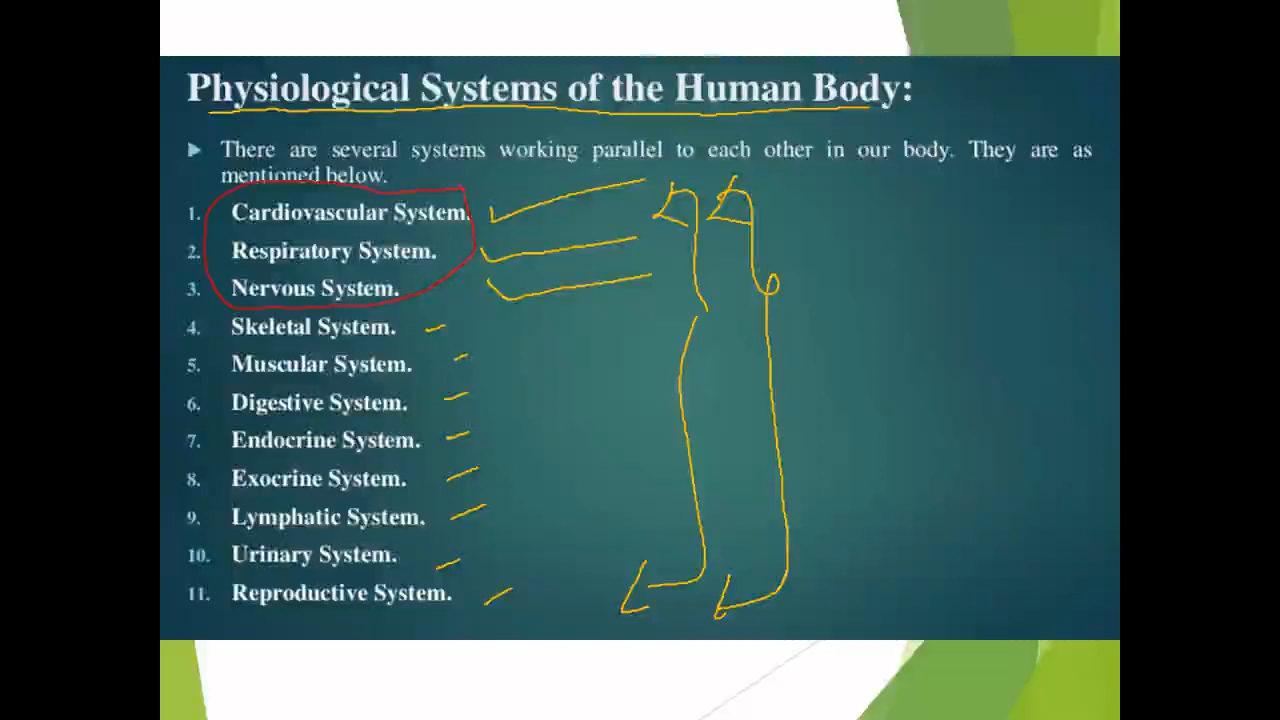 Physiological Systems of the Human Body:
There are several systems working parallel to each other in our body. They are as
mentioned below.
1. Cardiovascular System.
2. Respiratory System.
3. Nervous System.
4. Skeletal System.
5. Muscular System.
6. Digestive System.
7. Endocrine System.
8. Exocrine System.
9. Lymphatic System.
10. Urinary System.
11. Reproductive System.